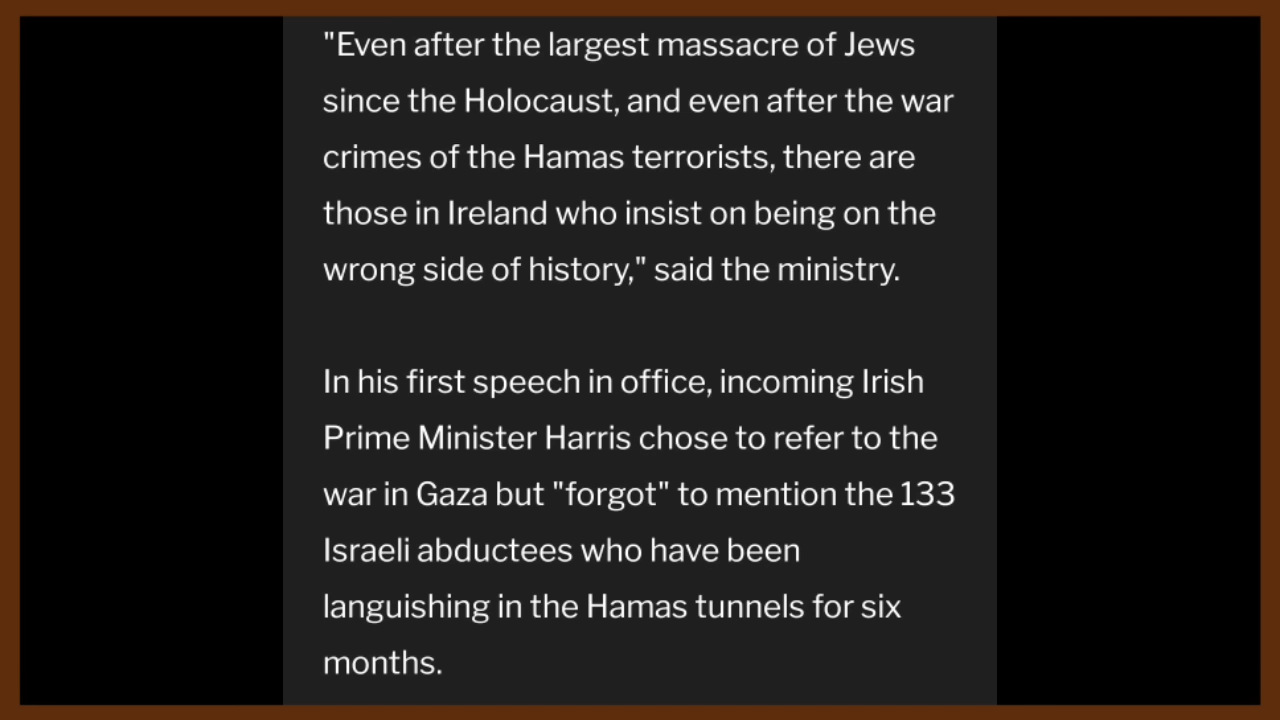 "Even after the largest massacre of Jews
since the Holocaust, and even after the war
crimes of the Hamas terrorists, there are
those in Ireland who insist on being on the
wrong side of history," said the ministry.
In his first speech in office, incoming Irish
Prime Minister Harris chose to refer to the
war in Gaza but "forgot" to mention the 133
Israeli abductees who have been
languishing in the Hamas tunnels for six
months.